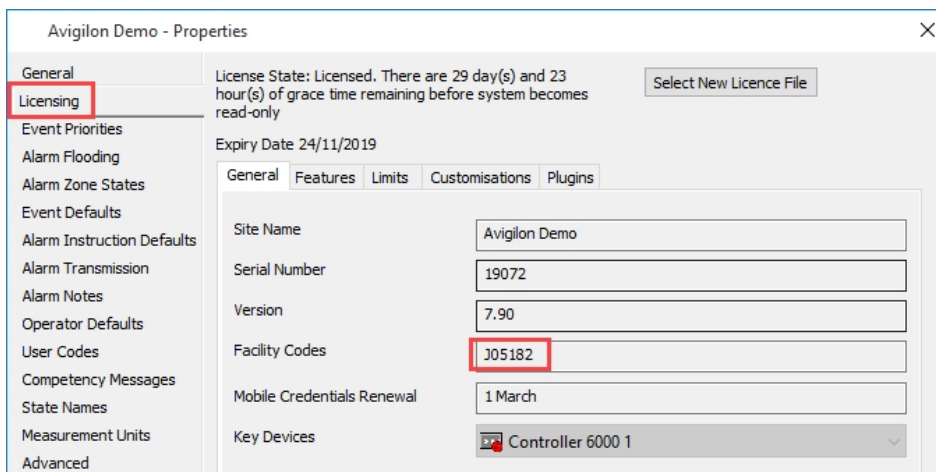 Avigilon Demo - Properties
General
Licensing
Event Priorities
Alarm Flooding
Alarm Zone States
Event Defaults
Alarm Instruction Defaults
Alarm Transmission
Alarm Notes
Operator Defaults
User Codes
Competency Messages
State Names
Measurement Units
Advanced
License State: Licensed. There are 29 day(s) and 23
hour(s) of grace time remaining before system becomes
read-only
Select New Licence File
Expiry Date 24/11/2019
General Features Limits Customisations Plugins
Site Name Avigilon Demo
Serial Number 19072
Version 7.90
Facility Codes J05182
Mobile Credentials Renewal 1 March
Key Devices Controller 6000 1